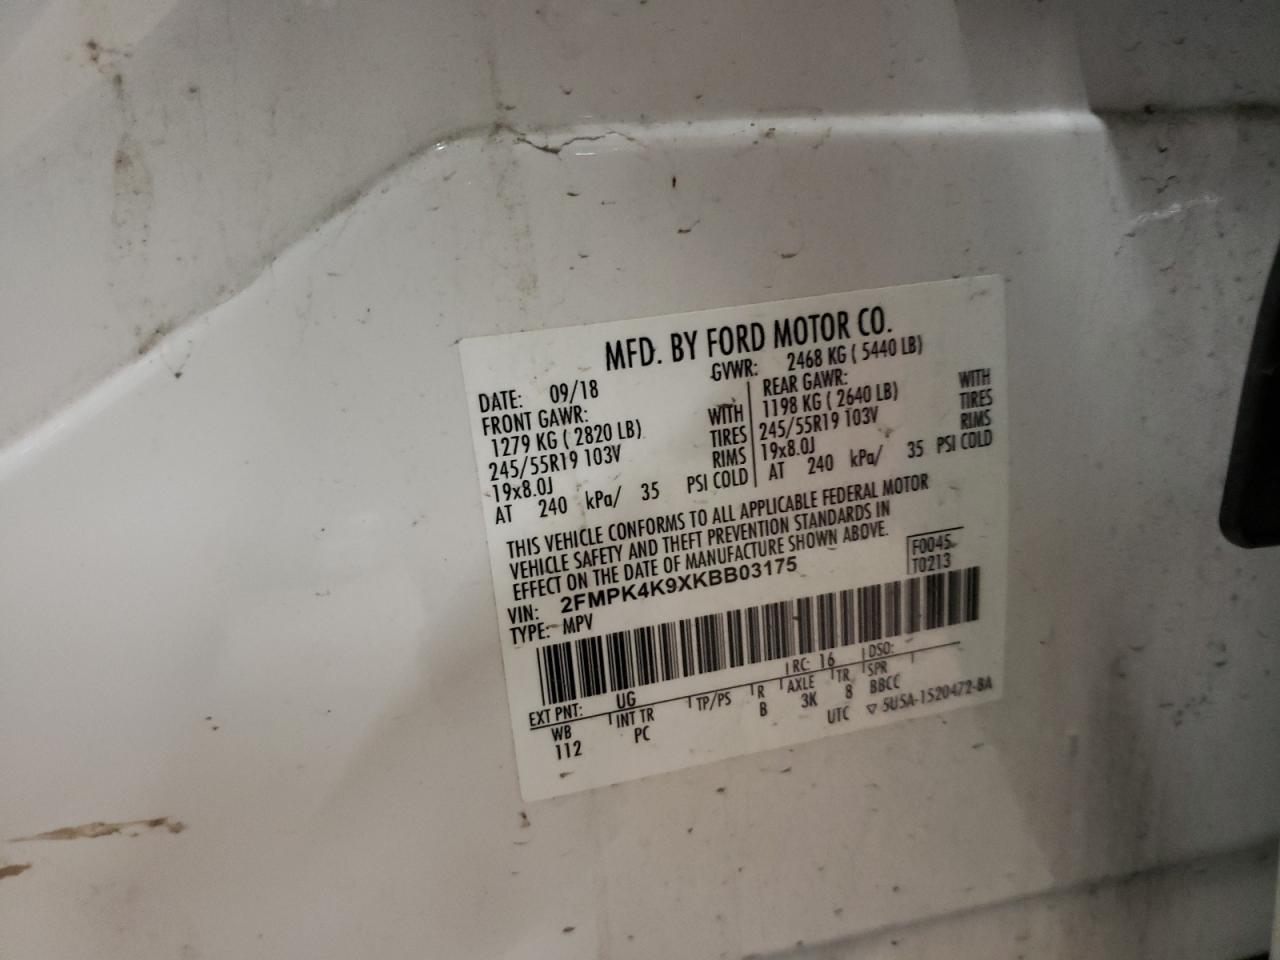 MFD. BY FORD MOTOR CO.
DATE: 09/18 GVWR: 2468 KG ( 5440 LB)
FRONT GAWR: REAR GAWR:
1279 KG ( 2820 LB) WITH 1198 KG ( 2640 LB) WITH
245/55R19 103V TIRES 245/55R19 103V TIRES
19x8.0J RIMS 19x8.0J RIMS
AT 240 kPa/ 35 PSI COLD AT 240 kPa/ 35 PSI COLD
THIS VEHICLE CONFORMS TO ALL APPLICABLE FEDERAL MOTOR
VEHICLE SAFETY AND THEFT PREVENTION STANDARDS IN
EFFECT ON THE DATE OF MANUFACTURE SHOWN ABOVE.
F0045
T0213
VIN: 2FMPK4K9XKBB03175
TYPE: MPV
EXT PNT: UG RC: 16 DSO:
WB INT TR TP/PS R AXLE TR SPR
112 PC B 3K 8 BBCC
UTC ▽ 5U5A-1520472-BA